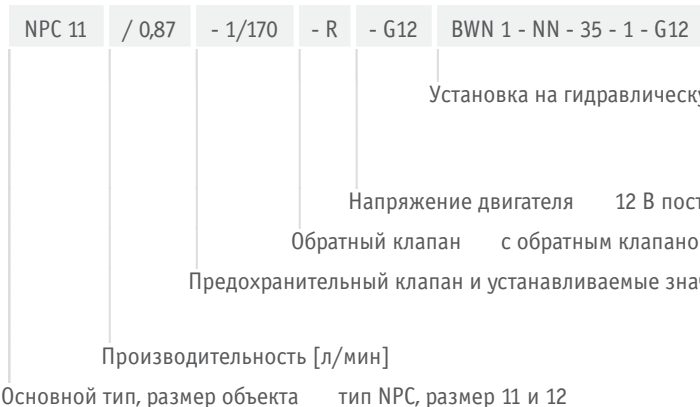 NPC 11 / 0,87 - 1/170 - R - G12 BWN 1 - NN - 35 - 1 - G12
Установка на гидравлическ
Напряжение двигателя 12 В пост
Обратный клапан с обратным клапано
Предохранительный клапан и устанавливаемые зна
Производительность [л/мин]
Основной тип, размер объекта тип NPC, размер 11 и 12